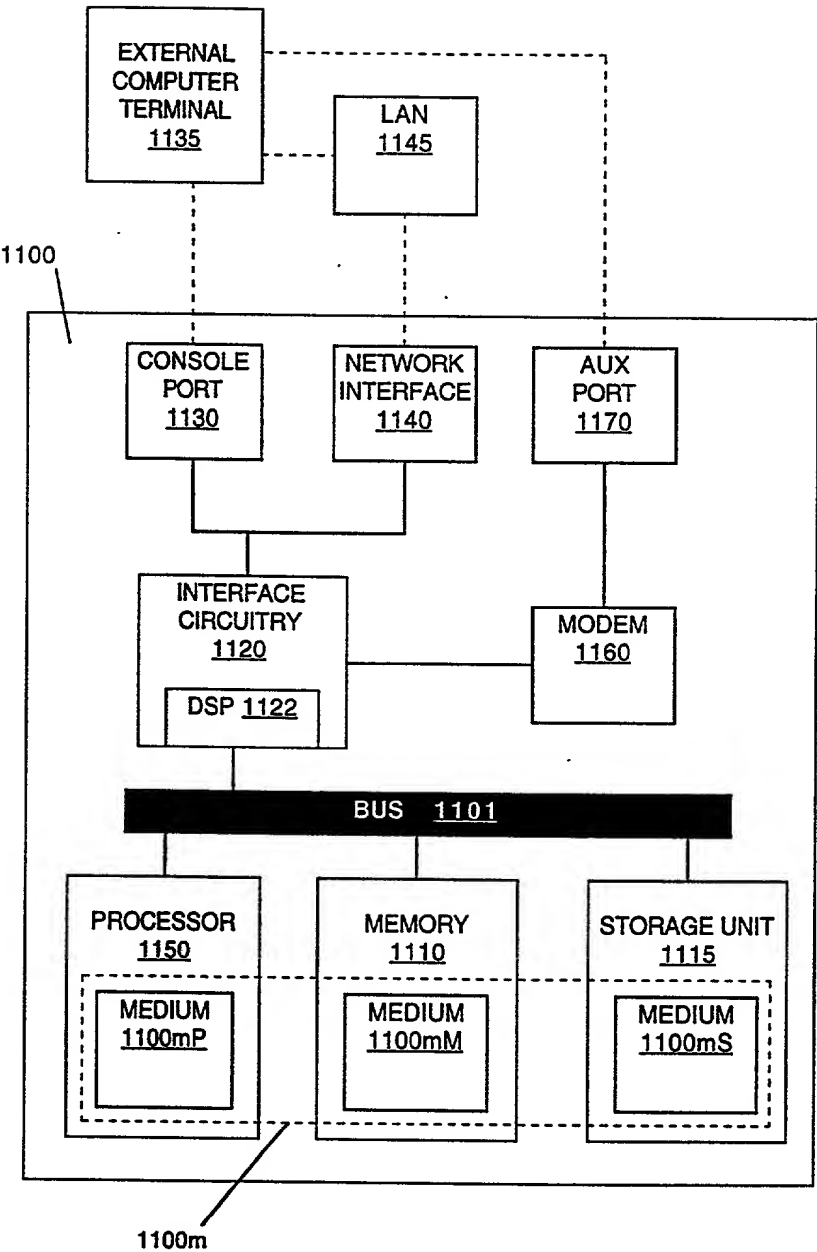 EXTERNAL
COMPUTER
TERMINAL
1135
LAN
1145
1100
CONSOLE
PORT
1130
NETWORK
INTERFACE
1140
AUX
PORT
1170
INTERFACE
CIRCUITRY
1120
DSP 1122
MODEM
1160
BUS 1101
PROCESSOR
1150
MEMORY
1110
STORAGE UNIT
1115
MEDIUM
1100mP
MEDIUM
1100mM
MEDIUM
1100mS
1100m